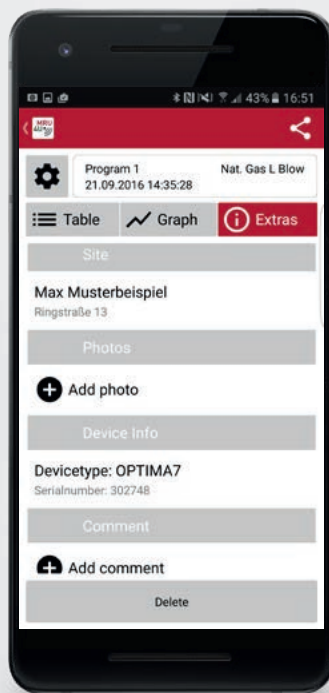 43% 16:51
MRU
4U
Program 1 Nat. Gas L Blow
21.09.2016 14:35:28
Table Graph Extras
Site
Max Musterbeispiel
Ringstraße 13
Photos
Add photo
Device Info
Devicetype: OPTIMA7
Serialnumber: 302748
Comment
Add comment
Delete